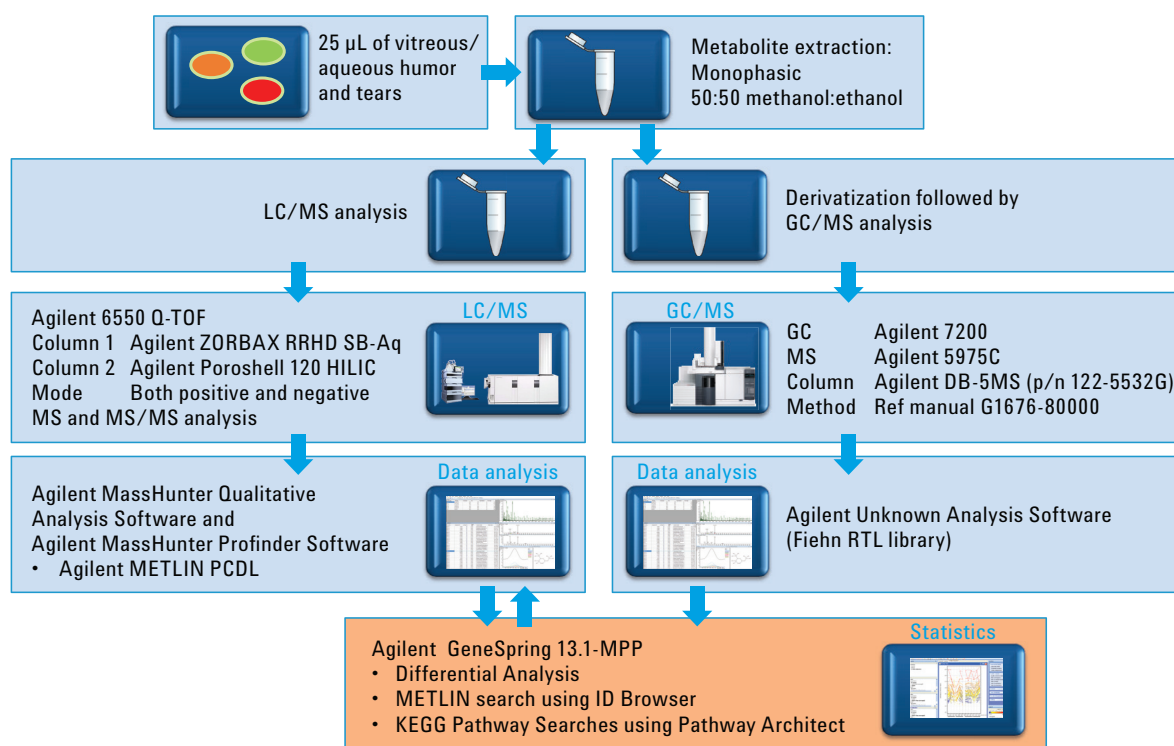 25 µL of vitreous/
aqueous humor
and tears
Metabolite extraction:
Monophasic
50:50 methanol:ethanol
LC/MS analysis
Derivatization followed by
GC/MS analysis
LC/MS
Agilent 6550 Q-TOF
Column 1 Agilent ZORBAX RRHD SB-Aq
Column 2 Agilent Poroshell 120 HILIC
Mode Both positive and negative
MS and MS/MS analysis
GC/MS
GC Agilent 7200
MS Agilent 5975C
Column Agilent DB-5MS (p/n 122-5532G)
Method Ref manual G1676-80000
Data analysis
Agilent MassHunter Qualitative
Analysis Software and
Agilent MassHunter Profinder Software
• Agilent METLIN PCDL
Data analysis
Agilent Unknown Analysis Software
(Fiehn RTL library)
Statistics
Agilent GeneSpring 13.1-MPP
• Differential Analysis
• METLIN search using ID Browser
• KEGG Pathway Searches using Pathway Architect